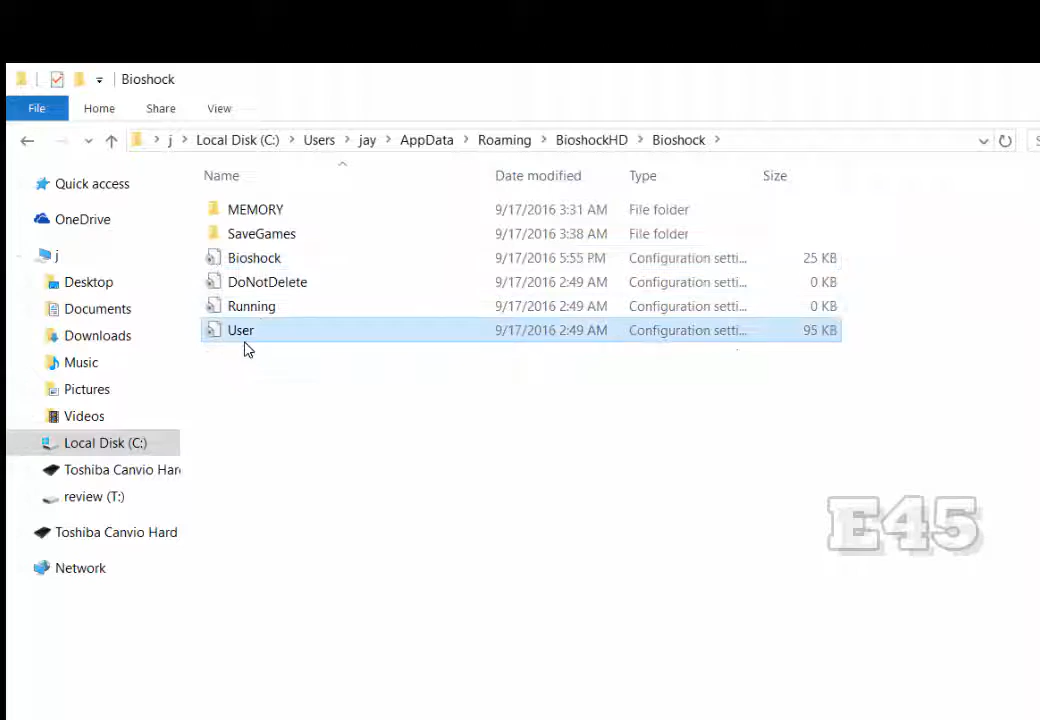 Bioshock
File Home Share View
j Local Disk (C:) Users jay AppData Roaming BioshockHD Bioshock
Name Date modified Type Size
Quick access
OneDrive
j
Desktop
Documents
Downloads
Music
Pictures
Videos
Local Disk (C:)
Toshiba Canvio Har
review (T:)
Toshiba Canvio Hard
Network
MEMORY 9/17/2016 3:31 AM File folder
SaveGames 9/17/2016 3:38 AM File folder
Bioshock 9/17/2016 5:55 PM Configuration setti... 25 KB
DoNotDelete 9/17/2016 2:49 AM Configuration setti... 0 KB
Running 9/17/2016 2:49 AM Configuration setti... 0 KB
User 9/17/2016 2:49 AM Configuration setti... 95 KB
E45